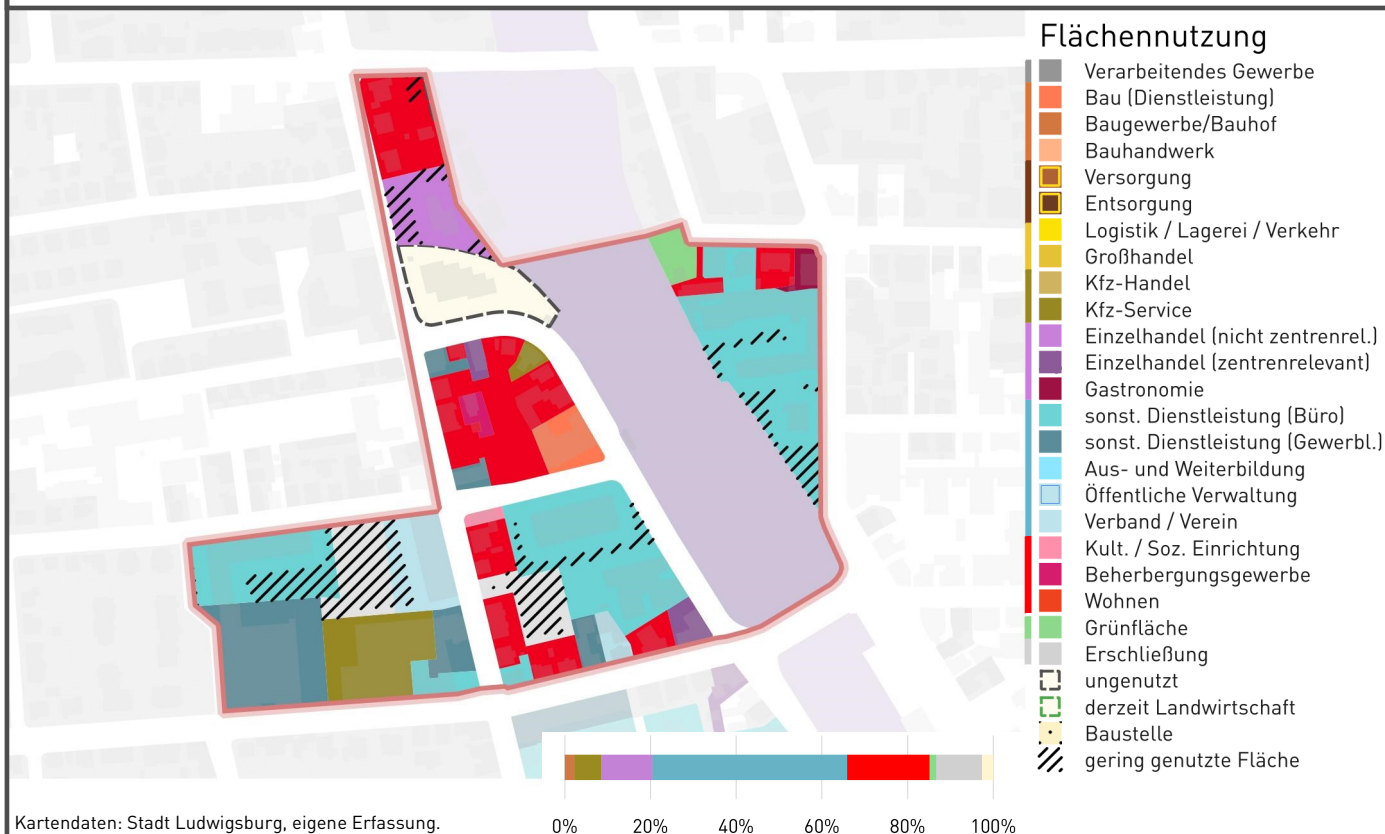 Flächennutzung
Verarbeitendes Gewerbe
Bau (Dienstleistung)
Baugewerbe/Bauhof
Bauhandwerk
Versorgung
Entsorgung
Logistik / Lagerei / Verkehr
Großhandel
Kfz-Handel
Kfz-Service
Einzelhandel (nicht zentrenrel.)
Einzelhandel (zentrenrelevant)
Gastronomie
sonst. Dienstleistung (Büro)
sonst. Dienstleistung (Gewerbl.)
Aus- und Weiterbildung
Öffentliche Verwaltung
Verband / Verein
Kult. / Soz. Einrichtung
Beherbergungsgewerbe
Wohnen
Grünfläche
Erschließung
ungenutzt
derzeit Landwirtschaft
Baustelle
gering genutzte Fläche
Kartendaten: Stadt Ludwigsburg, eigene Erfassung.
0% 20% 40% 60% 80% 100%